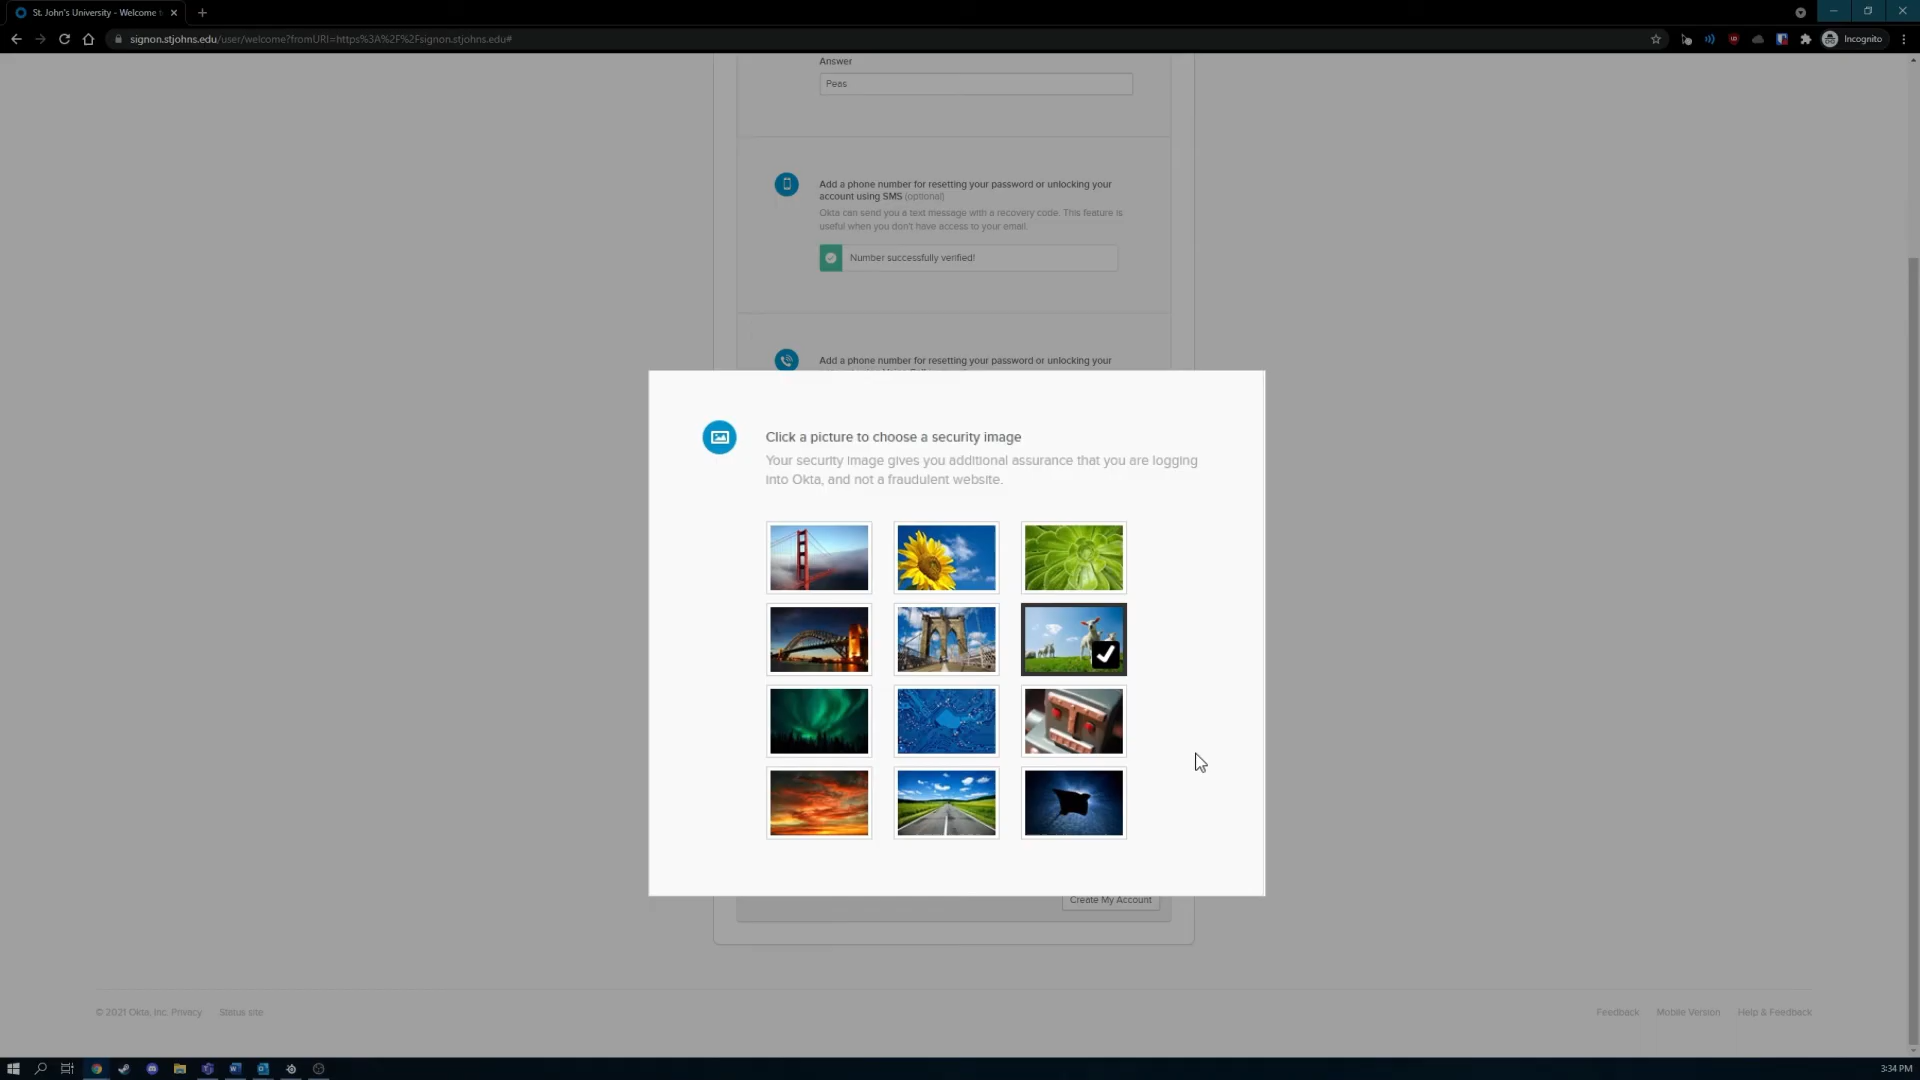 St. John's University - Welcome t
signon.stjohns.edu/user/welcome?fromURI=https%3A%2F%2Fsignon.stjohns.edu#
Incognito
Answer
Peas
Add a phone number for resetting your password or unlocking your
account using SMS (optional)
Okta can send you a text message with a recovery code. This feature is
useful when you don't have access to your email.
Number successfully verified!
Add a phone number for resetting your password or unlocking your
Click a picture to choose a security image
Your security image gives you additional assurance that you are logging
into Okta, and not a fraudulent website.
Create My Account
© 2021 Okta, Inc. Privacy
Status site
Feedback
Mobile Version
Help & Feedback
3:34 PM